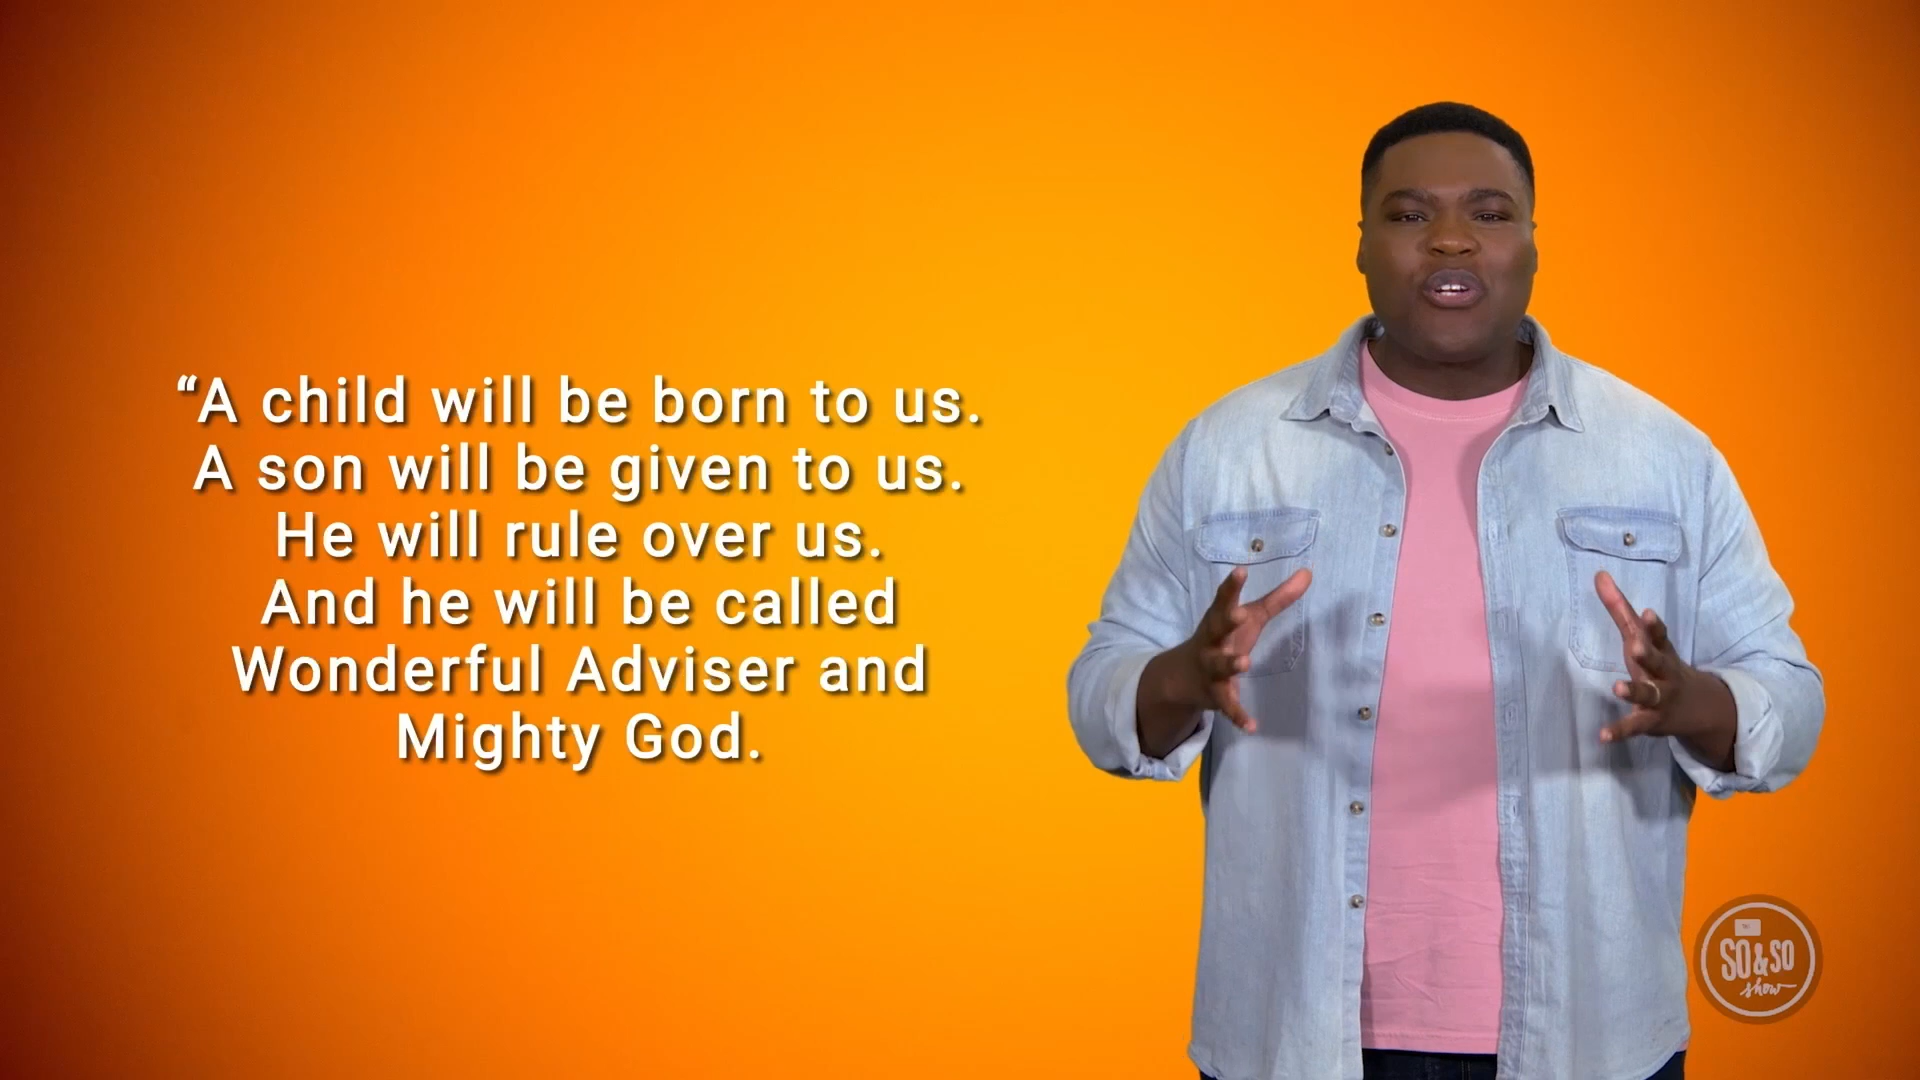 “A child will be born to us.
A son will be given to us.
He will rule over us.
And he will be called
Wonderful Adviser and
Mighty God.
SO & SO
show